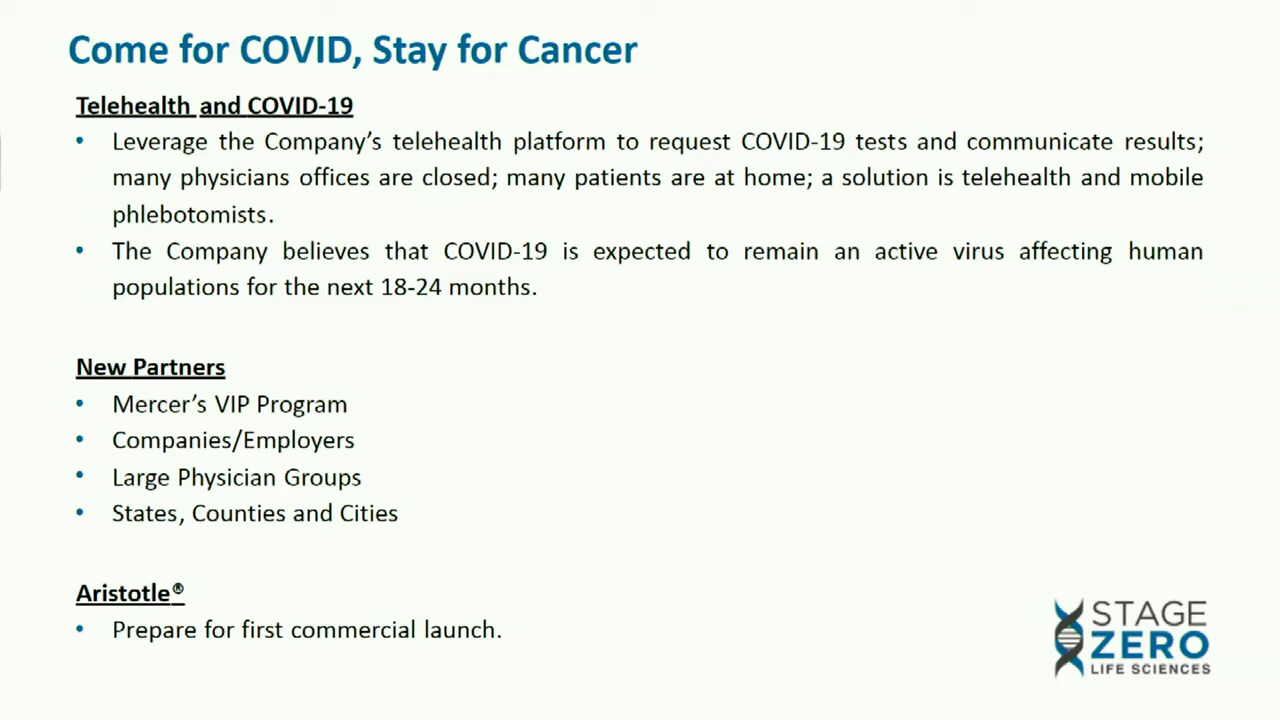 Come for COVID, Stay for Cancer
Telehealth and COVID-19
• Leverage the Company's telehealth platform to request COVID-19 tests and communicate results;
many physicians offices are closed; many patients are at home; a solution is telehealth and mobile
phlebotomists.
• The Company believes that COVID-19 is expected to remain an active virus affecting human
populations for the next 18-24 months.
New Partners
• Mercer's VIP Program
• Companies/Employers
• Large Physician Groups
• States, Counties and Cities
Aristotle®
• Prepare for first commercial launch.
STAGE
ZERO
LIFE SCIENCES